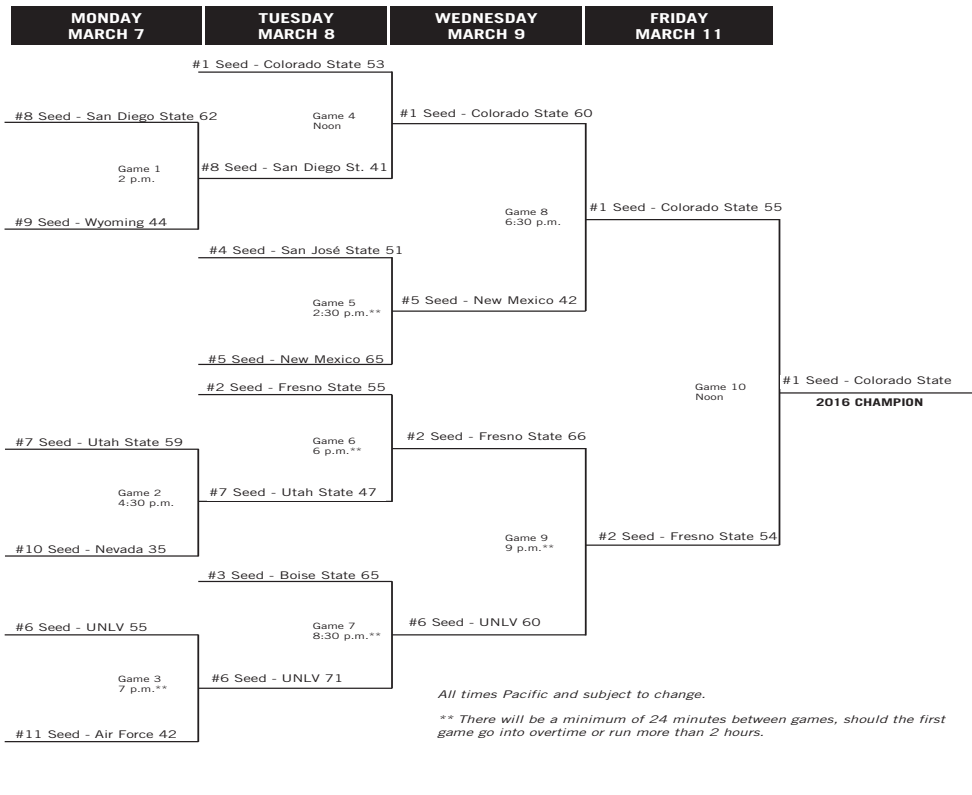 MONDAY
MARCH 7
TUESDAY
MARCH 8
WEDNESDAY
MARCH 9
FRIDAY
MARCH 11
#1 Seed - Colorado State 53
#8 Seed - San Diego State 62
Game 4
Noon
#1 Seed - Colorado State 60
Game 1
2 p.m.
#8 Seed - San Diego St. 41
#9 Seed - Wyoming 44
Game 8
6:30 p.m.
#1 Seed - Colorado State 55
#4 Seed - San José State 51
Game 5
2:30 p.m.**
#5 Seed - New Mexico 42
#5 Seed - New Mexico 65
#2 Seed - Fresno State 55
Game 10
Noon
#1 Seed - Colorado State
2016 CHAMPION
#7 Seed - Utah State 59
Game 6
6 p.m.**
#2 Seed - Fresno State 66
Game 2
4:30 p.m.
#7 Seed - Utah State 47
#10 Seed - Nevada 35
Game 9
9 p.m.**
#2 Seed - Fresno State 54
#3 Seed - Boise State 65
#6 Seed - UNLV 55
Game 7
8:30 p.m.**
#6 Seed - UNLV 60
Game 3
7 p.m.**
#6 Seed - UNLV 71
#11 Seed - Air Force 42
All times Pacific and subject to change.
** There will be a minimum of 24 minutes between games, should the first
game go into overtime or run more than 2 hours.